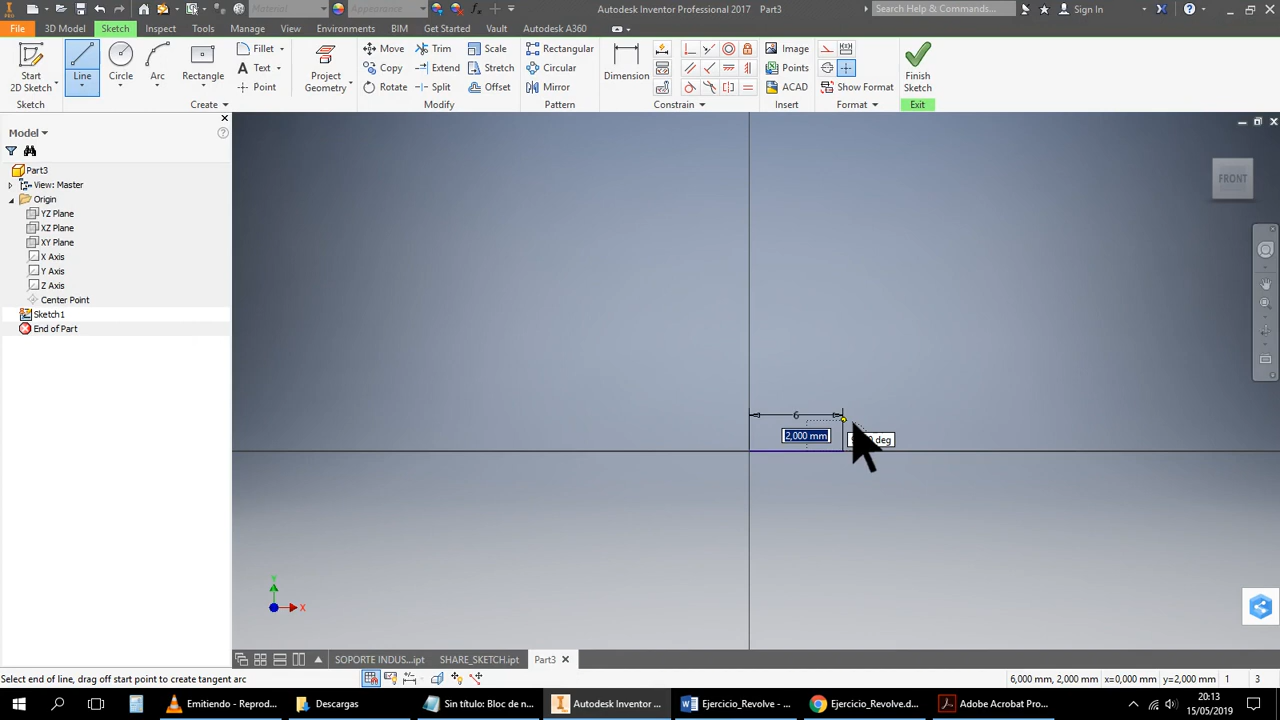 PRO
Material
Appearance
Autodesk Inventor Professional 2017
Part3
Search Help & Commands...
Sign In
File
3D Model
Sketch
Inspect
Tools
Manage
View
Environments
BIM
Get Started
Vault
Autodesk A360
Start
2D Sketch
Line
Circle
Arc
Rectangle
Fillet
Text
Point
Project
Geometry
Move
Copy
Rotate
Trim
Extend
Split
Scale
Stretch
Offset
Rectangular
Circular
Mirror
Dimension
Image
Points
ACAD
Show Format
Finish
Sketch
Sketch
Create
Modify
Pattern
Constrain
Insert
Format
Exit
Model
Part3
View: Master
Origin
YZ Plane
XZ Plane
XY Plane
X Axis
Y Axis
Z Axis
Center Point
Sketch1
End of Part
FRONT
6
2,000 mm
deg
Y
X
SOPORTE INDUS...ipt
SHARE_SKETCH.ipt
Part3
Select end of line, drag off start point to create tangent arc
6,000 mm, 2,000 mm
x=0,000 mm
y=2,000 mm
1
3
Emitiendo - Reprod...
Descargas
Sin título: Bloc de n...
Autodesk Inventor ...
Ejercicio_Revolve - ...
Ejercicio_Revolve.d...
Adobe Acrobat Pro...
20:13
15/05/2019